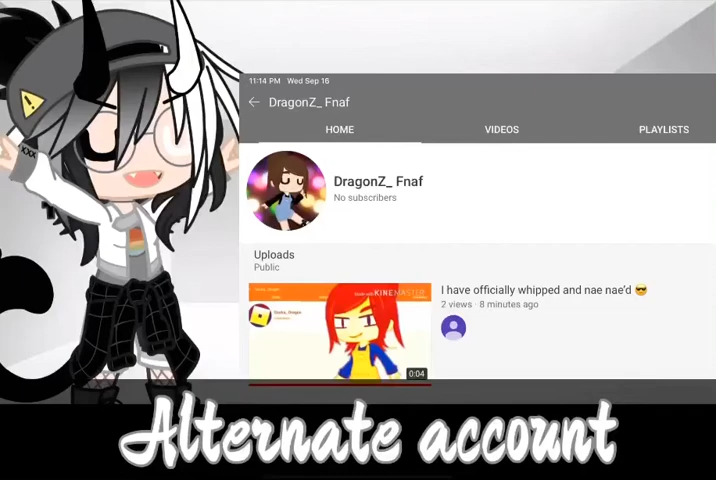 11:14 PM Wed Sep 16
DragonZ_ Fnaf
HOME VIDEOS PLAYLISTS
DragonZ_ Fnaf
No subscribers
Uploads
Public
KINEMASTER
I have officially whipped and nae nae'd 😎
2 views · 8 minutes ago
0:04
XXX
Alternate account